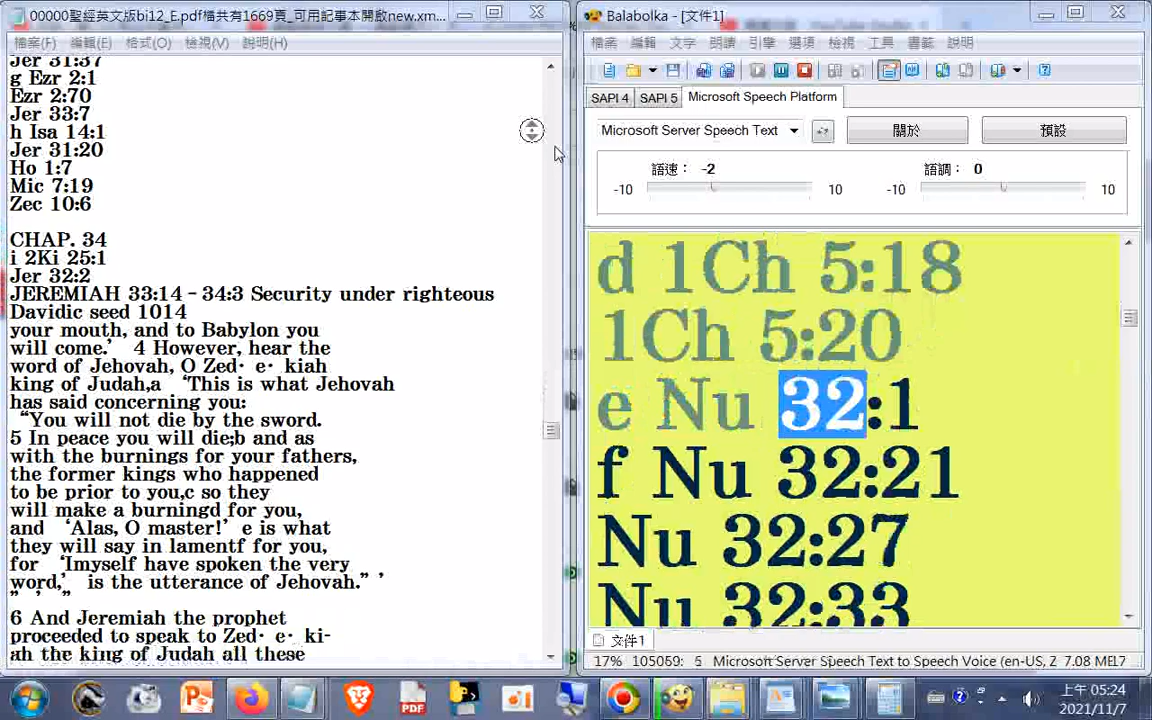 00000聖經英文版bi12_E.pdf檔共有1669頁_可用記事本開啟new.xm...
檔案(F) 編輯(E) 格式(O) 檢視(V) 說明(H)
Jer 31:37
g Ezr 2:1
Ezr 2:70
Jer 33:7
h Isa 14:1
Jer 31:20
Ho 1:7
Mic 7:19
Zec 10:6
CHAP. 34
i 2Ki 25:1
Jer 32:2
JEREMIAH 33:14–34:3 Security under righteous
Davidic seed 1014
your mouth, and to Babylon you
will come.’ 4 However, hear the
word of Jehovah, O Zed·e·kiah
king of Judah,a ‘This is what Jehovah
has said concerning you:
“You will not die by the sword.
5 In peace you will die;b and as
with the burnings for your fathers,
the former kings who happened
to be prior to you,c so they
will make a burningd for you,
and ‘Alas, O master!’ e is what
they will say in lamentf for you,
for ‘Imyself have spoken the very
word,’ is the utterance of Jehovah.” ’
” ’ ”
6 And Jeremiah the prophet
proceeded to speak to Zed·e·ki-
ah the king of Judah all these
Balabolka - [文件1]
檔案 編輯 文字 朗讀 引擎 選項 檢視 工具 書籤 說明
SAPI 4 SAPI 5 Microsoft Speech Platform
Microsoft Server Speech Text 關於 預設
語速： -2 語調： 0
-10 10 -10 10
d 1Ch 5:18
1Ch 5:20
e Nu 32:1
f Nu 32:21
Nu 32:27
Nu 32:33
文件1
17% 105059: 5 Microsoft Server Speech Text to Speech Voice (en-US, Z 7.08 MB
上午 05:24
2021/11/7